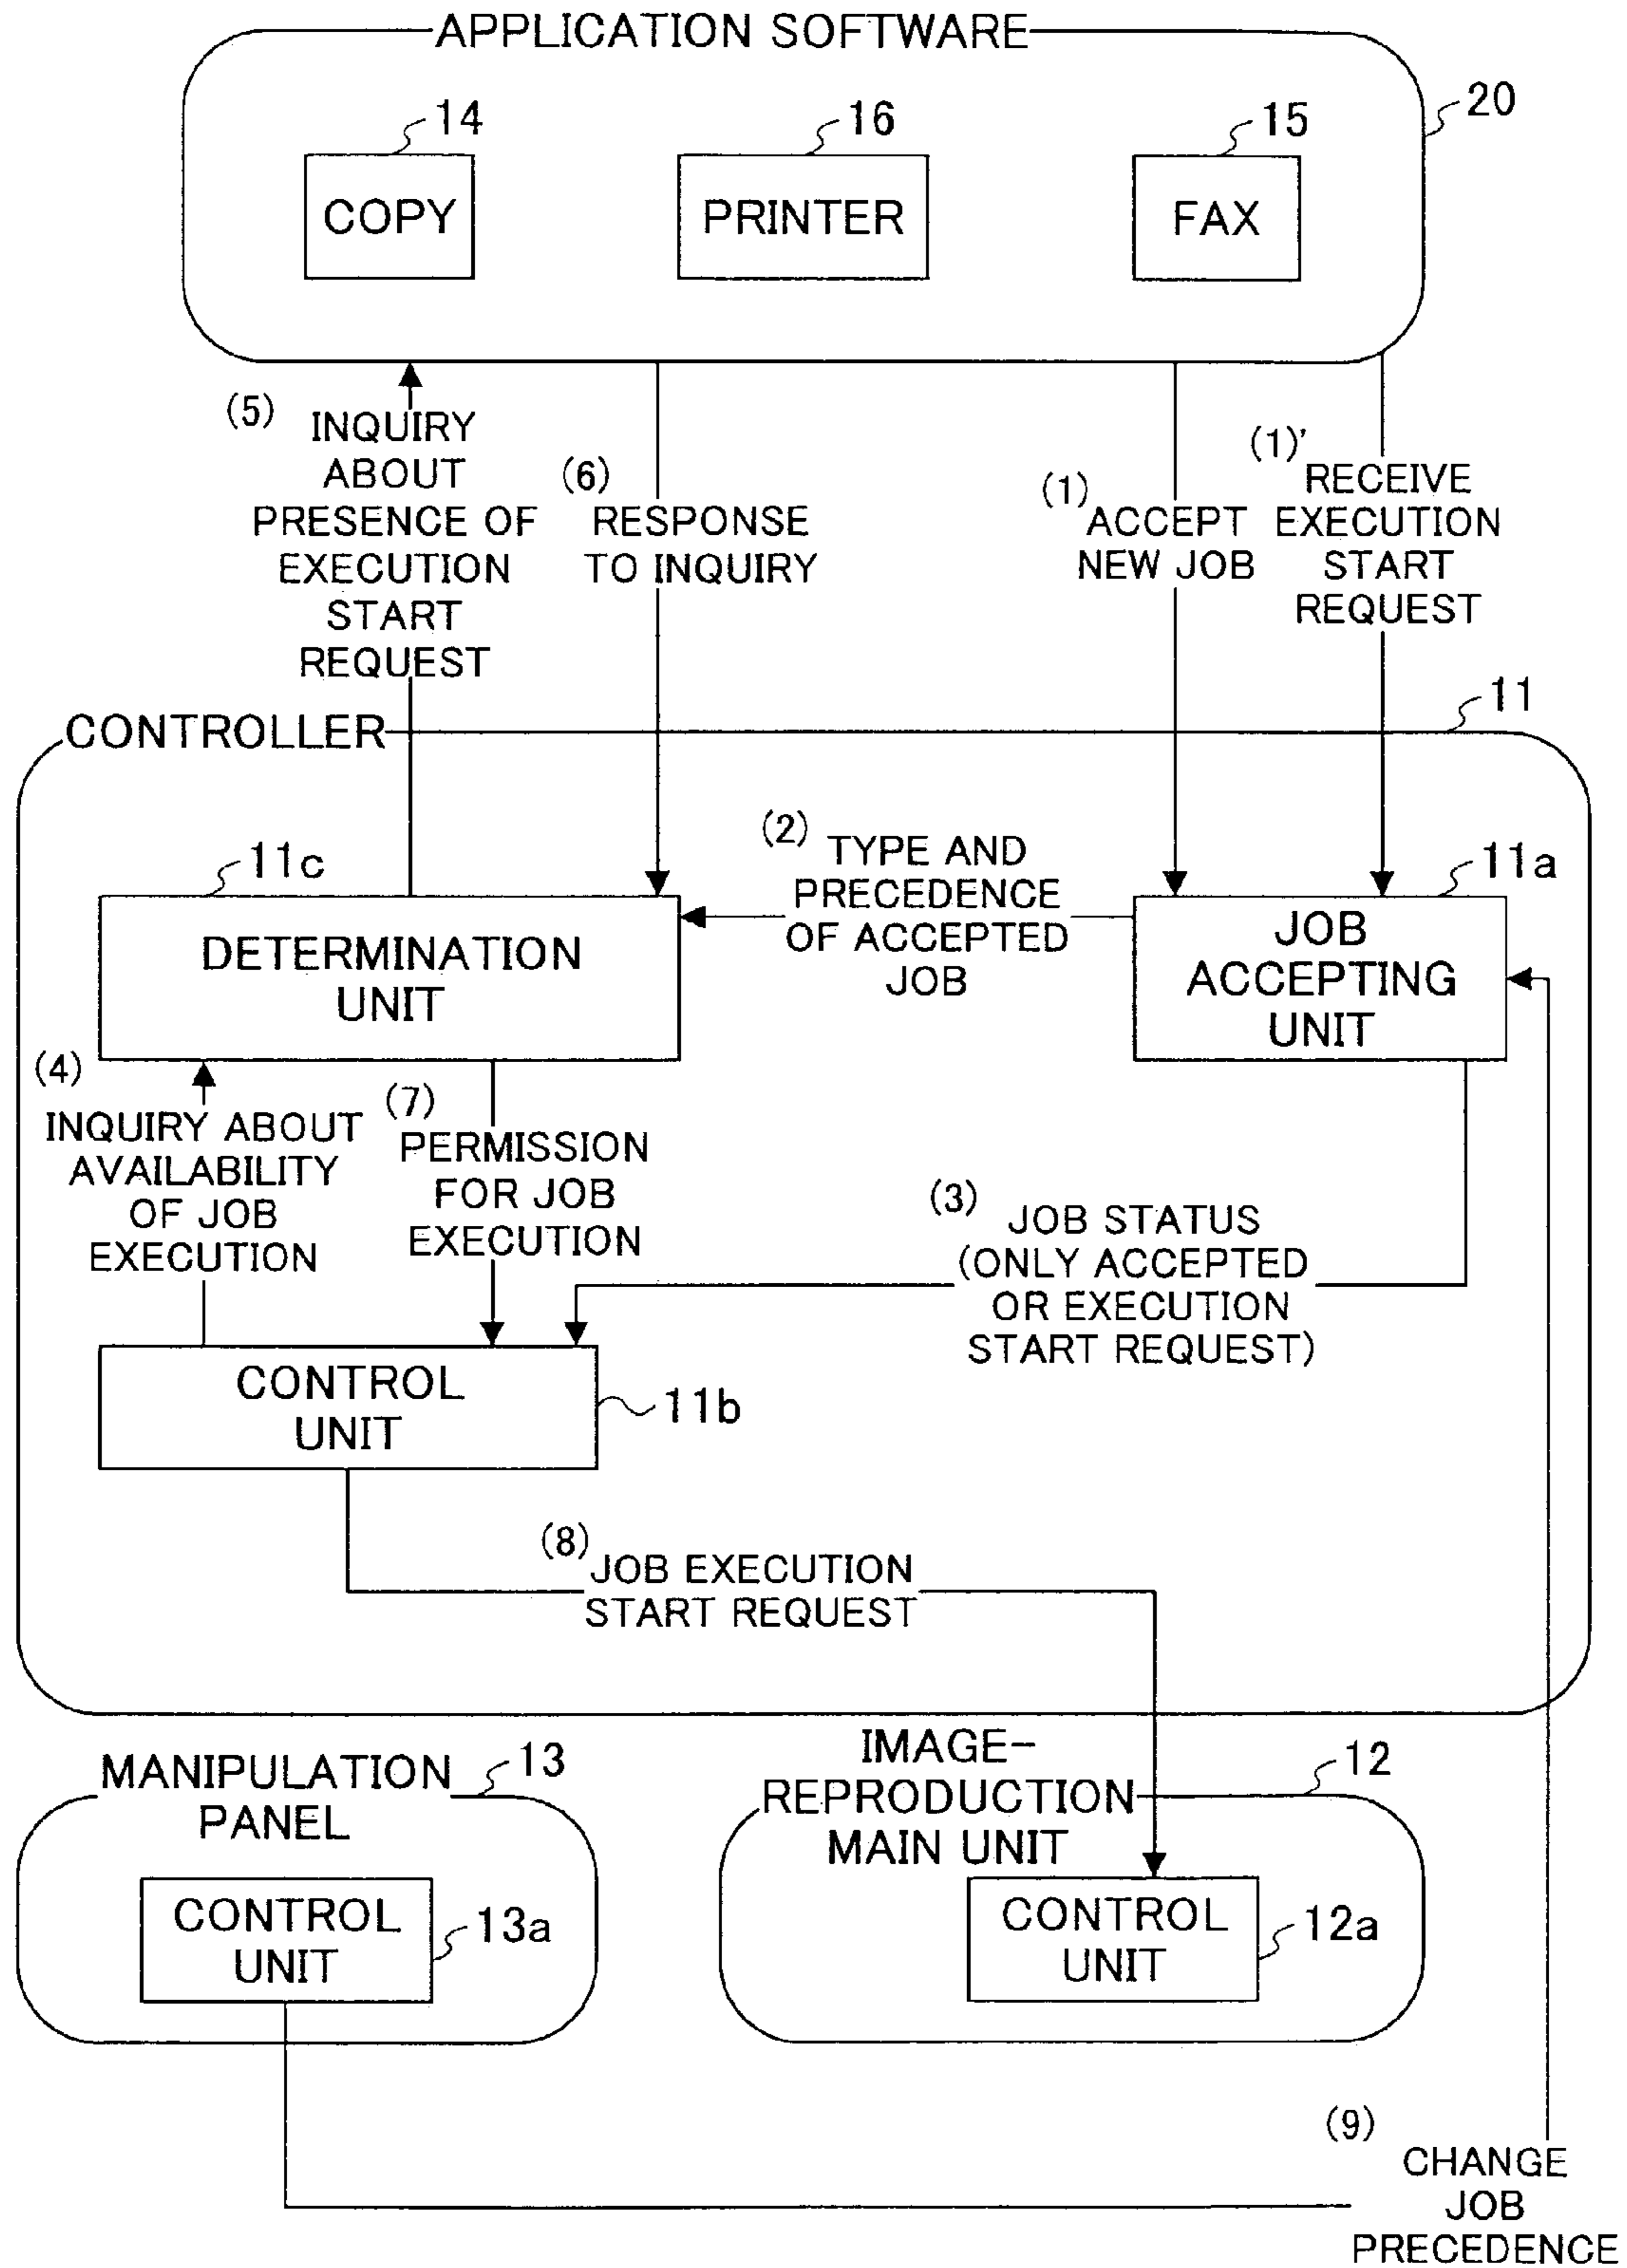 APPLICATION SOFTWARE
20
14
16
15
COPY
PRINTER
FAX
(5)
INQUIRY
ABOUT
PRESENCE OF
EXECUTION
START
REQUEST
(6)
RESPONSE
TO INQUIRY
(1)
ACCEPT
NEW JOB
(1)'
RECEIVE
EXECUTION
START
REQUEST
11
CONTROLLER
11c
DETERMINATION
UNIT
(2)
TYPE AND
PRECEDENCE
OF ACCEPTED
JOB
11a
JOB
ACCEPTING
UNIT
(4)
INQUIRY ABOUT
AVAILABILITY
OF JOB
EXECUTION
(7)
PERMISSION
FOR JOB
EXECUTION
(3)
JOB STATUS
(ONLY ACCEPTED
OR EXECUTION
START REQUEST)
CONTROL
UNIT
11b
(8)
JOB EXECUTION
START REQUEST
MANIPULATION
PANEL
13
CONTROL
UNIT
13a
IMAGE-
REPRODUCTION
MAIN UNIT
12
CONTROL
UNIT
12a
(9)
CHANGE
JOB
PRECEDENCE